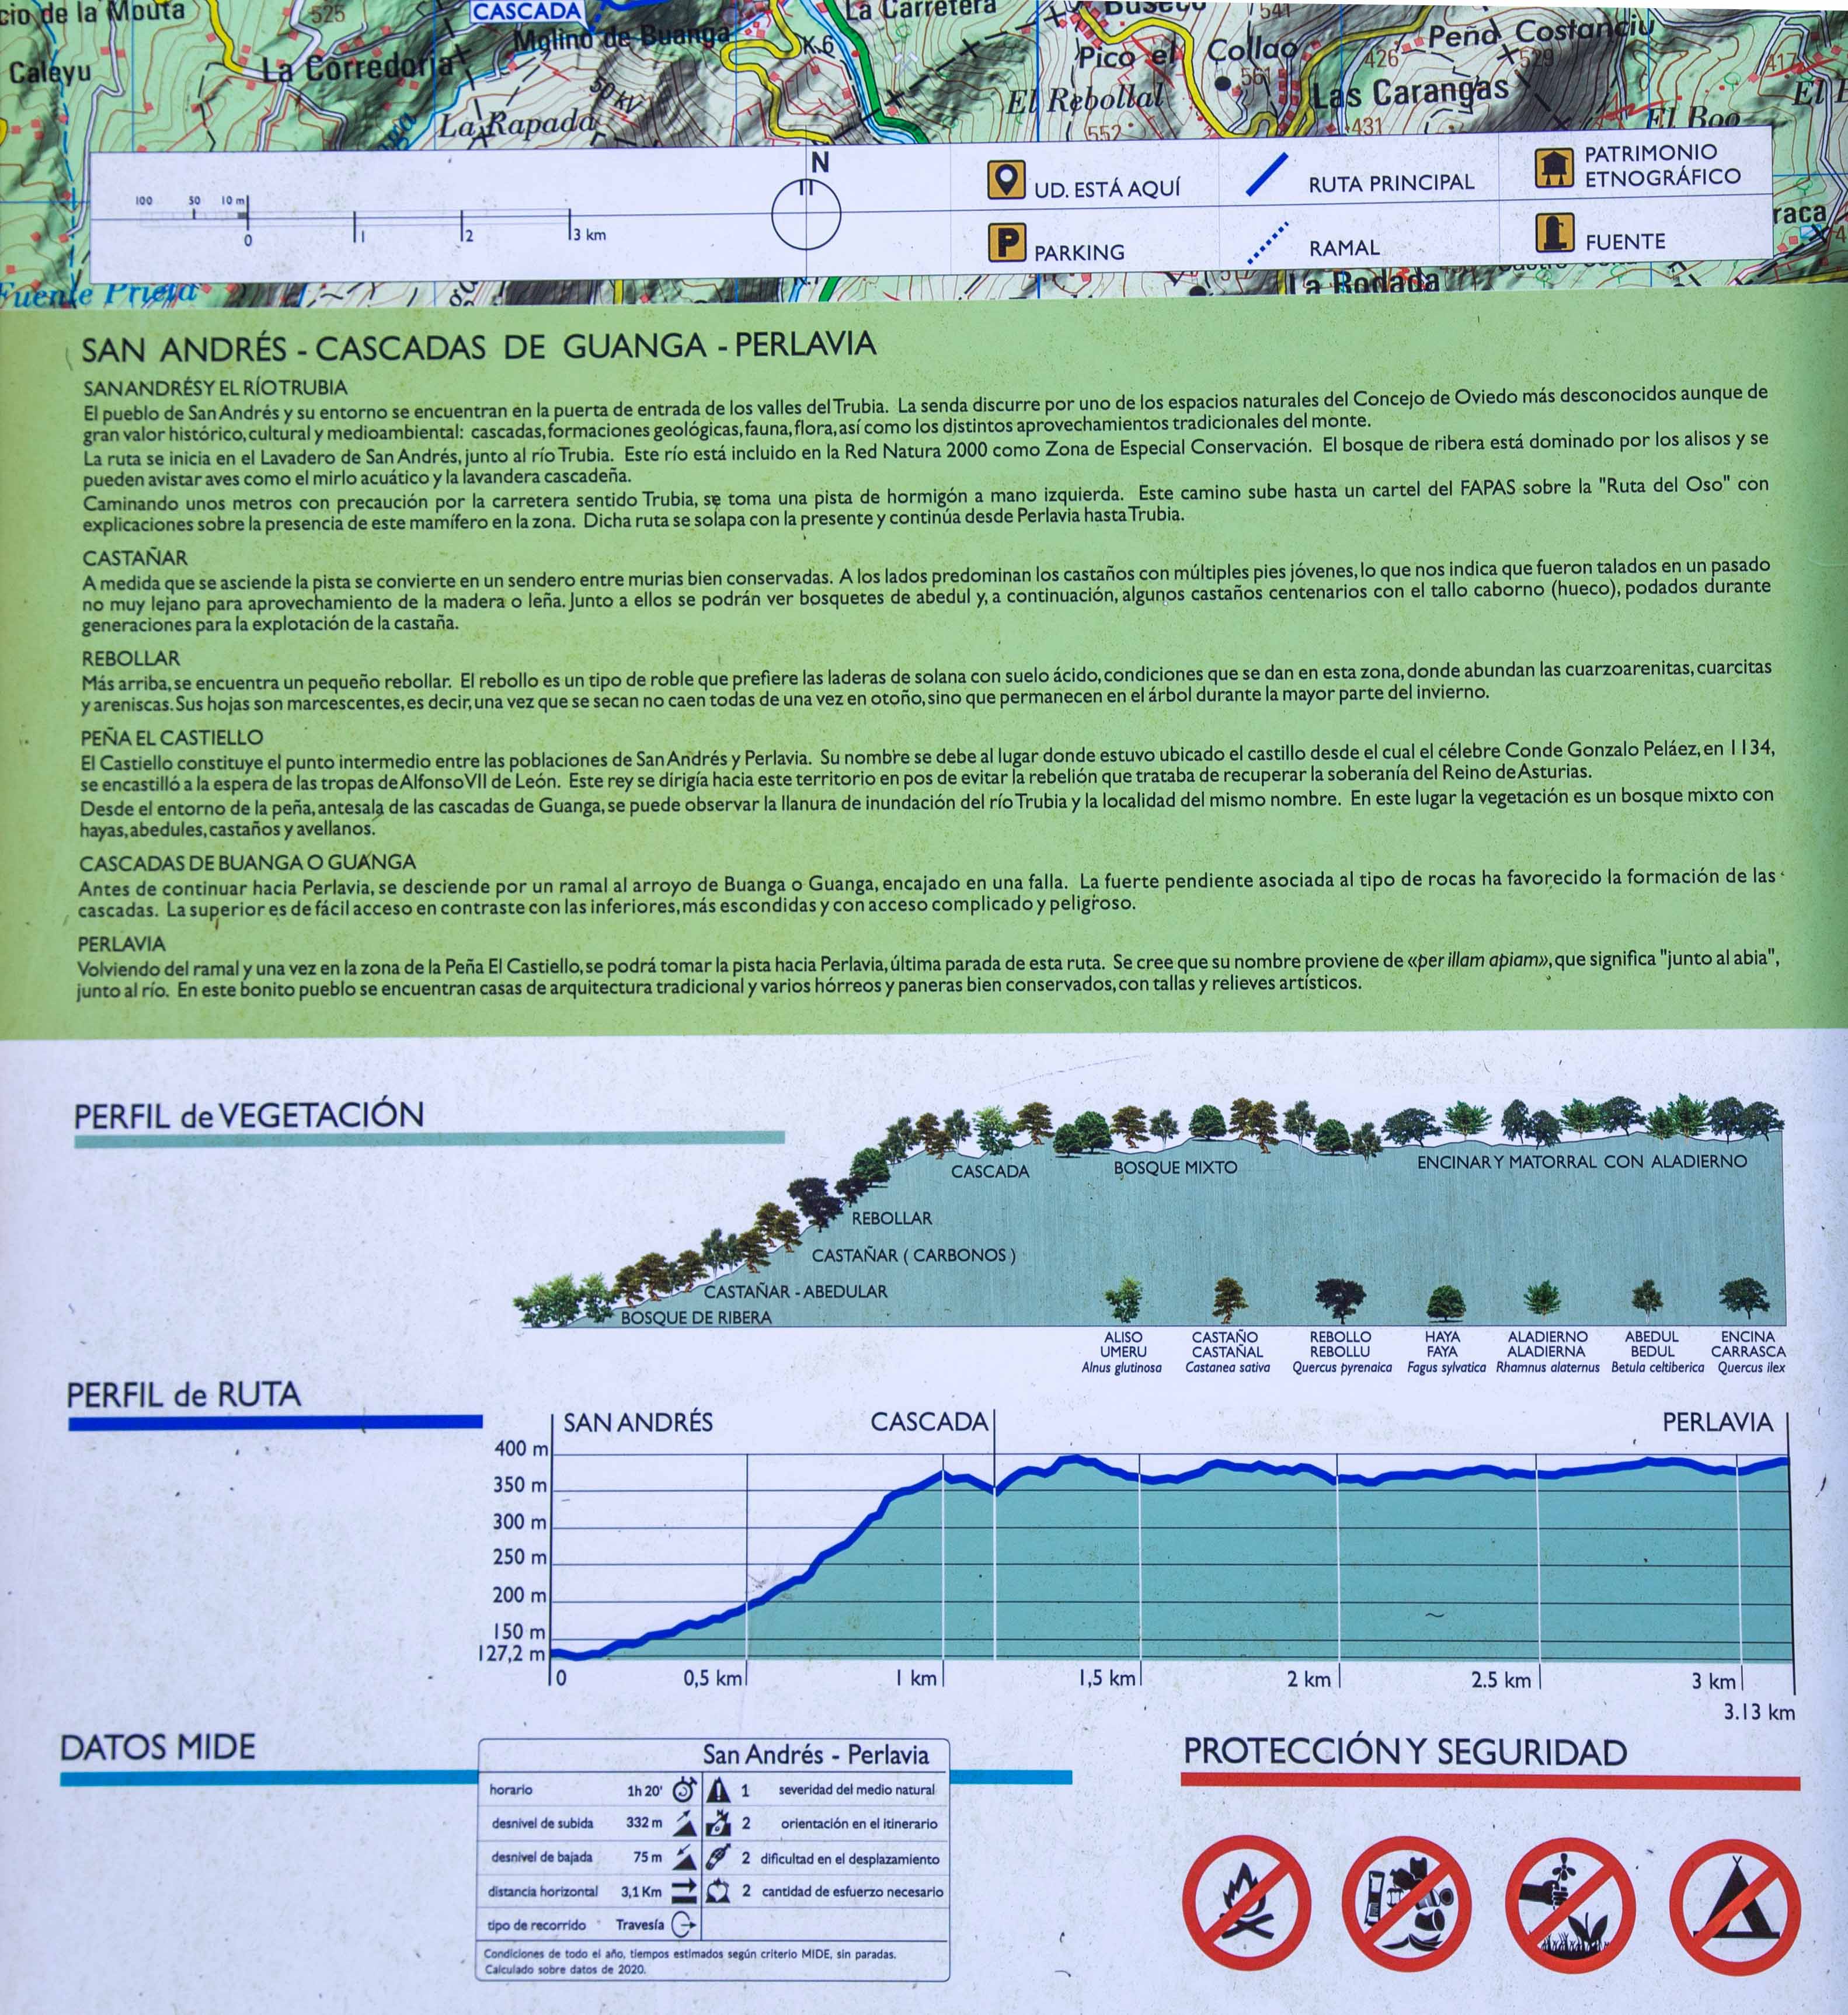 cio de la Mouta
525
CASCADA
La Carretera
541
Molino de Buanga
K.6
Pico el Collao
Peña Costanciu
426
529
417
Caleyu
La Corredoria
50 kV
561
Las Carangas
El Rebollal
La Rapada
552
431
El Boo
N
100 50 10 m
0 1 2 3 km
UD. ESTÁ AQUÍ
RUTA PRINCIPAL
PATRIMONIO
ETNOGRÁFICO
P PARKING
RAMAL
FUENTE
raca
Fuente Prieta
La Rodada
SAN ANDRÉS - CASCADAS DE GUANGA - PERLAVIA
SAN ANDRÉS Y EL RÍO TRUBIA
El pueblo de San Andrés y su entorno se encuentran en la puerta de entrada de los valles del Trubia. La senda discurre por uno de los espacios naturales del Concejo de Oviedo más desconocidos aunque de
gran valor histórico, cultural y medioambiental: cascadas, formaciones geológicas, fauna, flora, así como los distintos aprovechamientos tradicionales del monte.
La ruta se inicia en el Lavadero de San Andrés, junto al río Trubia. Este río está incluido en la Red Natura 2000 como Zona de Especial Conservación. El bosque de ribera está dominado por los alisos y se
pueden avistar aves como el mirlo acuático y la lavandera cascadeña.
Caminando unos metros con precaución por la carretera sentido Trubia, se toma una pista de hormigón a mano izquierda. Este camino sube hasta un cartel del FAPAS sobre la "Ruta del Oso" con
explicaciones sobre la presencia de este mamífero en la zona. Dicha ruta se solapa con la presente y continúa desde Perlavia hasta Trubia.
CASTAÑAR
A medida que se asciende la pista se convierte en un sendero entre murias bien conservadas. A los lados predominan los castaños con múltiples pies jóvenes, lo que nos indica que fueron talados en un pasado
no muy lejano para aprovechamiento de la madera o leña. Junto a ellos se podrán ver bosquetes de abedul y, a continuación, algunos castaños centenarios con el tallo caborno (hueco), podados durante
generaciones para la explotación de la castaña.
REBOLLAR
Más arriba, se encuentra un pequeño rebollar. El rebollo es un tipo de roble que prefiere las laderas de solana con suelo ácido, condiciones que se dan en esta zona, donde abundan las cuarzoarenitas, cuarcitas
y areniscas. Sus hojas son marcescentes, es decir, una vez que se secan no caen todas de una vez en otoño, sino que permanecen en el árbol durante la mayor parte del invierno.
PEÑA EL CASTIELLO
El Castiello constituye el punto intermedio entre las poblaciones de San Andrés y Perlavia. Su nombre se debe al lugar donde estuvo ubicado el castillo desde el cual el célebre Conde Gonzalo Peláez, en 1134,
se encastilló a la espera de las tropas de Alfonso VII de León. Este rey se dirigía hacia este territorio en pos de evitar la rebelión que trataba de recuperar la soberanía del Reino de Asturias.
Desde el entorno de la peña, antesala de las cascadas de Guanga, se puede observar la llanura de inundación del río Trubia y la localidad del mismo nombre. En este lugar la vegetación es un bosque mixto con
hayas, abedules, castaños y avellanos.
CASCADAS DE BUANGA O GUANGA
Antes de continuar hacia Perlavia, se desciende por un ramal al arroyo de Buanga o Guanga, encajado en una falla. La fuerte pendiente asociada al tipo de rocas ha favorecido la formación de las
cascadas. La superior es de fácil acceso en contraste con las inferiores, más escondidas y con acceso complicado y peligroso.
PERLAVIA
Volviendo del ramal y una vez en la zona de la Peña El Castiello, se podrá tomar la pista hacia Perlavia, última parada de esta ruta. Se cree que su nombre proviene de «per illam apiam», que significa "junto al abia",
junto al río. En este bonito pueblo se encuentran casas de arquitectura tradicional y varios hórreos y paneras bien conservados, con tallas y relieves artísticos.
PERFIL de VEGETACIÓN
CASCADA
BOSQUE MIXTO
ENCINAR Y MATORRAL CON ALADIERNO
REBOLLAR
CASTAÑAR ( CARBONOS )
CASTAÑAR - ABEDULAR
BOSQUE DE RIBERA
ALISO CASTAÑO REBOLLO HAYA ALADIERNO ABEDUL ENCINA
UMERU CASTAÑAL REBOLLU FAYA ALADIERNA BEDUL CARRASCA
Alnus glutinosa Castanea sativa Quercus pyrenaica Fagus sylvatica Rhamnus alaternus Betula celtiberica Quercus ilex
PERFIL de RUTA
SAN ANDRÉS CASCADA PERLAVIA
400 m
350 m
300 m
250 m
200 m
150 m
127,2 m
0 0,5 km 1 km 1,5 km 2 km 2.5 km 3 km
3.13 km
DATOS MIDE
San Andrés - Perlavia
horario 1h 20' 1 severidad del medio natural
desnivel de subida 332 m 2 orientación en el itinerario
desnivel de bajada 75 m 2 dificultad en el desplazamiento
distancia horizontal 3,1 Km 2 cantidad de esfuerzo necesario
tipo de recorrido Travesía
Condiciones de todo el año, tiempos estimados según criterio MIDE, sin paradas.
Calculado sobre datos de 2020.
PROTECCIÓN Y SEGURIDAD